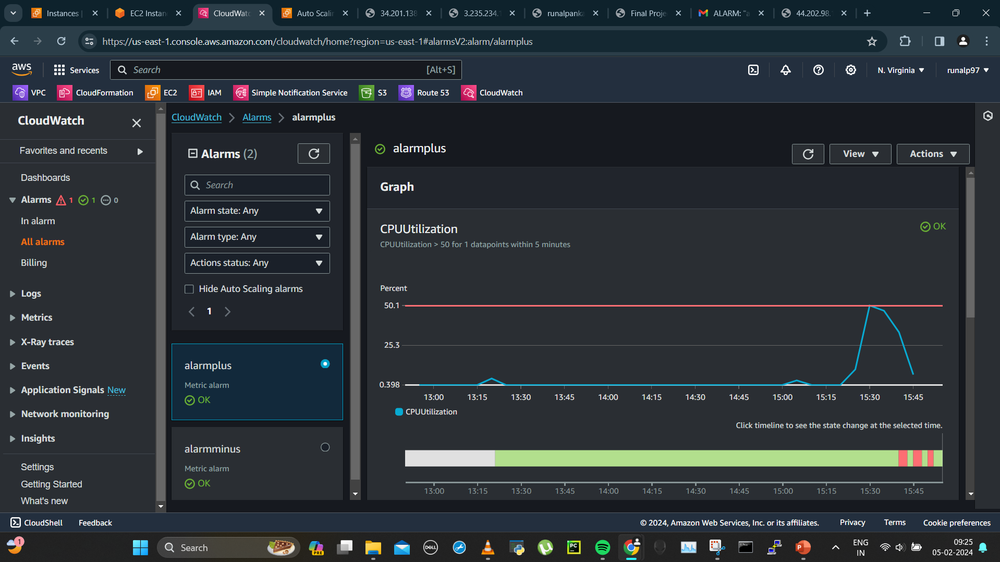 Instances |
EC2 Instan
CloudWatc
Auto Scalin
34.201.138
3.235.234.1
runalpanka
Final Proje
ALARM: "a
44.202.98.1
https://us-east-1.console.aws.amazon.com/cloudwatch/home?region=us-east-1#alarmsV2:alarm/alarmplus
aws
Services
Search
[Alt+S]
N. Virginia
runalp97
VPC
CloudFormation
EC2
IAM
Simple Notification Service
S3
Route 53
CloudWatch
CloudWatch
Favorites and recents
Dashboards
Alarms 1 1 0
In alarm
All alarms
Billing
Logs
Metrics
X-Ray traces
Events
Application Signals New
Network monitoring
Insights
Settings
Getting Started
What's new
CloudWatch
Alarms
alarmplus
Alarms (2)
Search
Alarm state: Any
Alarm type: Any
Actions status: Any
Hide Auto Scaling alarms
1
alarmplus
Metric alarm
OK
alarmminus
Metric alarm
OK
alarmplus
View
Actions
Graph
CPUUtilization
OK
CPUUtilization > 50 for 1 datapoints within 5 minutes
Percent
50.1
25.3
0.398
13:00 13:15 13:30 13:45 14:00 14:15 14:30 14:45 15:00 15:15 15:30 15:45
CPUUtilization
Click timeline to see the state change at the selected time.
13:00 13:15 13:30 13:45 14:00 14:15 14:30 14:45 15:00 15:15 15:30 15:45
CloudShell
Feedback
© 2024, Amazon Web Services, Inc. or its affiliates.
Privacy
Terms
Cookie preferences
1
Search
PRE
DELL
PC
P
ENG
IN
09:25
05-02-2024